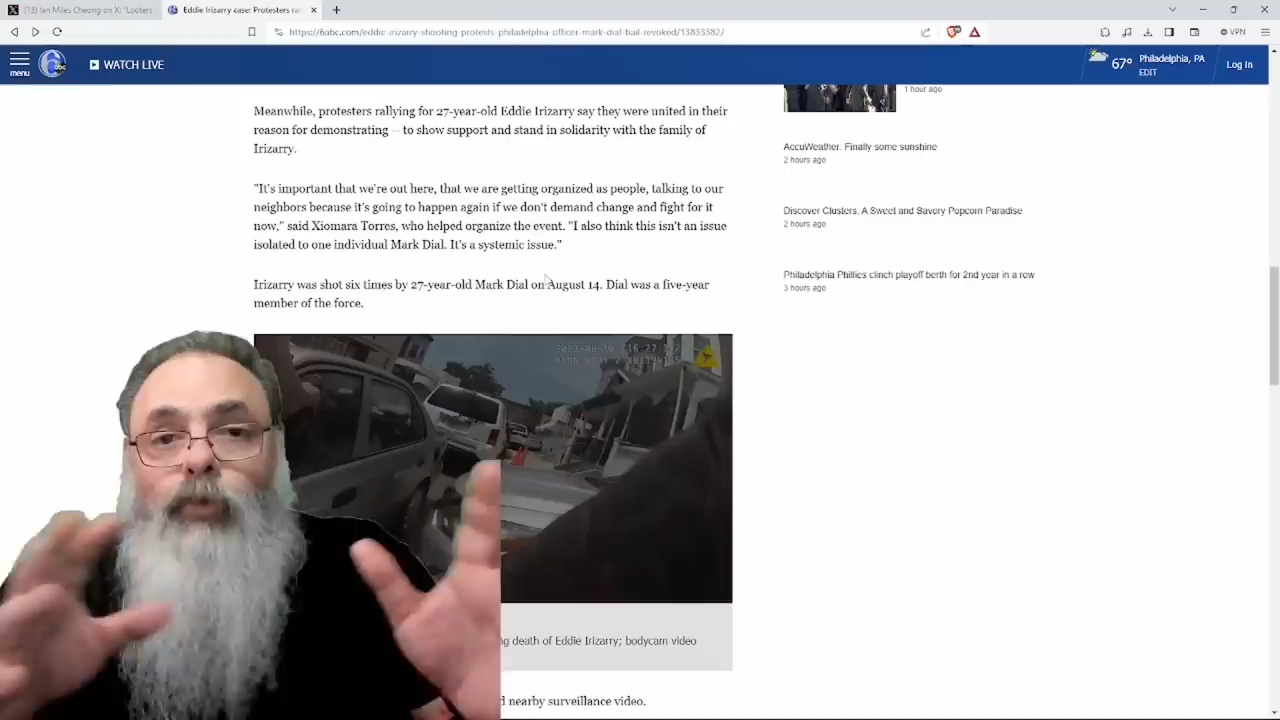 (13) Ian Miles Cheong on X: "Looters
Eddie Irizarry case: Protesters ra
https://6abc.com/eddie-irizarry-shooting-protests-philadelphia-officer-mark-dial-bail-revoked/13833382/
VPN
menu
WATCH LIVE
67°
Philadelphia, PA
EDIT
Log In
1 hour ago
Meanwhile, protesters rallying for 27-year-old Eddie Irizarry say they were united in their
reason for demonstrating -- to show support and stand in solidarity with the family of
Irizarry.
AccuWeather: Finally some sunshine
2 hours ago
"It's important that we're out here, that we are getting organized as people, talking to our
neighbors because it's going to happen again if we don't demand change and fight for it
now," said Xiomara Torres, who helped organize the event. "I also think this isn't an issue
isolated to one individual Mark Dial. It's a systemic issue."
Discover Clusters, A Sweet and Savory Popcorn Paradise
2 hours ago
Philadelphia Phillies clinch playoff berth for 2nd year in a row
3 hours ago
Irizarry was shot six times by 27-year-old Mark Dial on August 14. Dial was a five-year
member of the force.
death of Eddie Irizarry; bodycam video
nearby surveillance video.